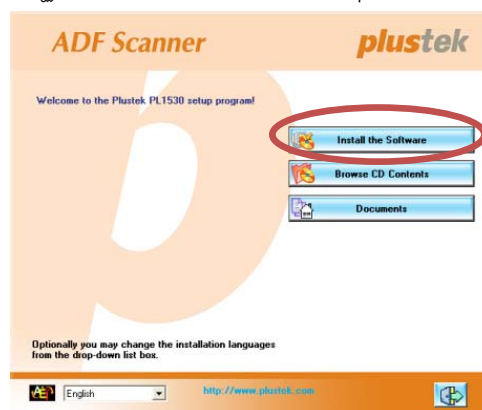 ADF Scanner
plustek
Welcome to the Plustek PL1530 setup program!
Install the Software
Browse CD Contents
Documents
Optionally you may change the installation languages
from the drop-down list box.
English
http://www.plustek.com